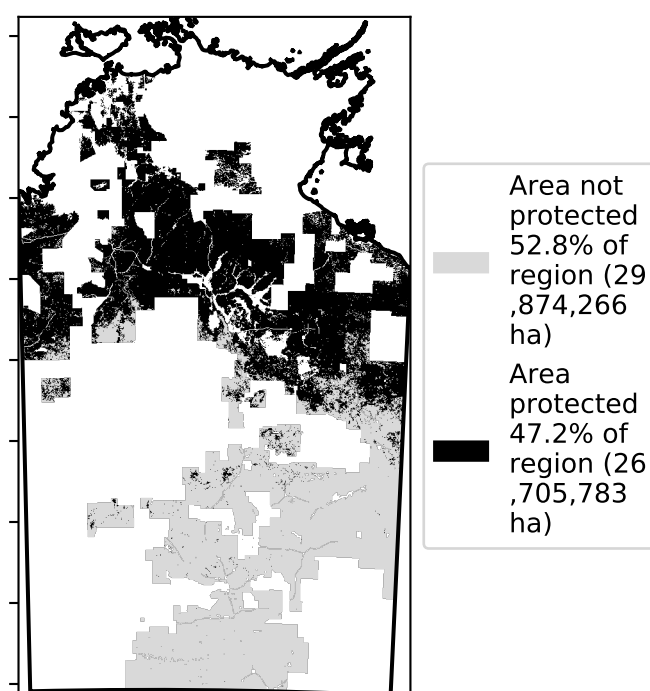 Area not
protected
52.8% of
region (29
,874,266
ha)
Area
protected
47.2% of
region (26
,705,783
ha)